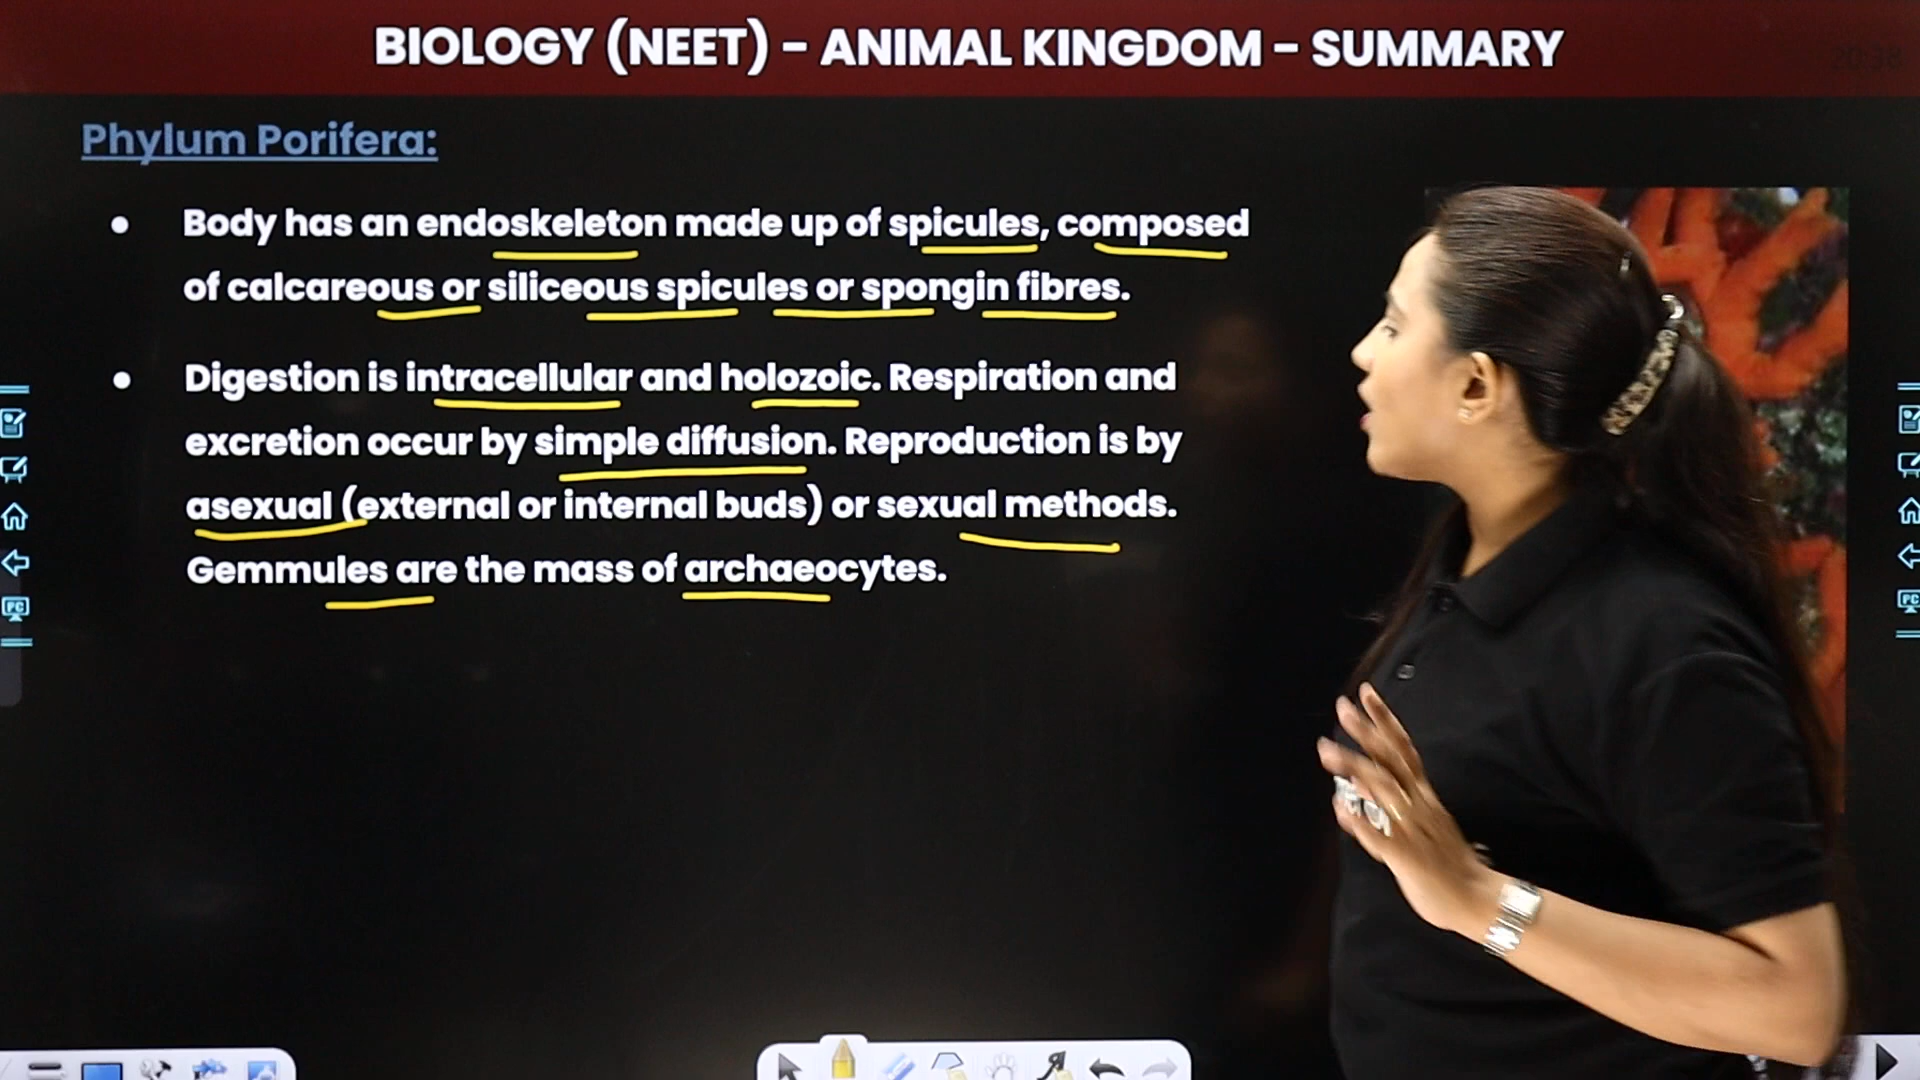 BIOLOGY (NEET) – ANIMAL KINGDOM – SUMMARY
Phylum Porifera:
• Body has an endoskeleton made up of spicules, composed
of calcareous or siliceous spicules or spongin fibres.
• Digestion is intracellular and holozoic. Respiration and
excretion occur by simple diffusion. Reproduction is by
asexual (external or internal buds) or sexual methods.
Gemmules are the mass of archaeocytes.
PC
PC